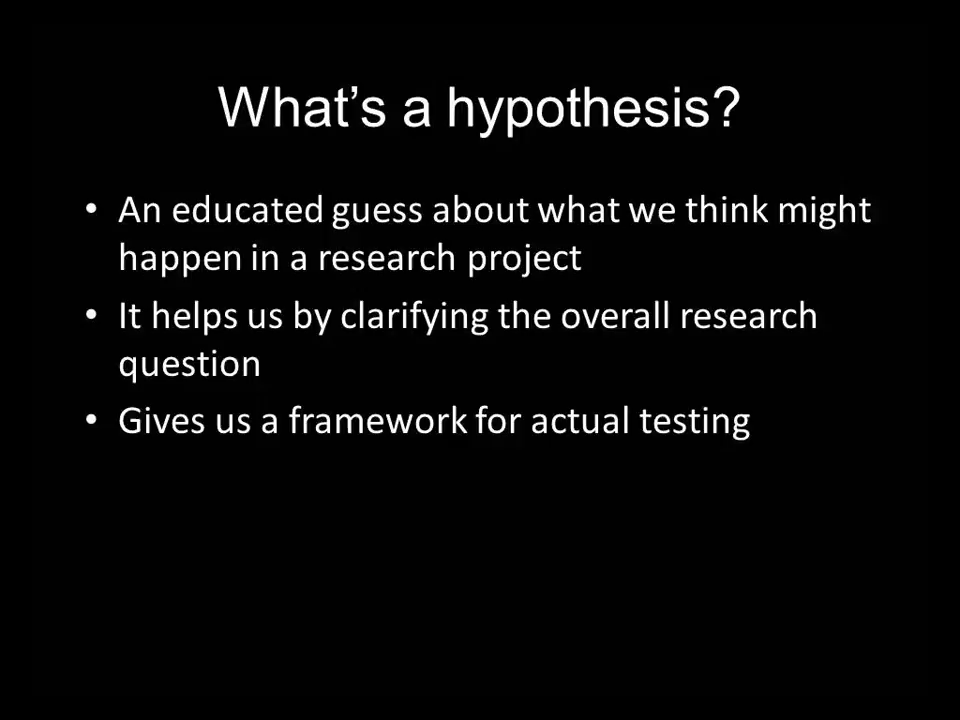 What’s a hypothesis?
• An educated guess about what we think might
happen in a research project
• It helps us by clarifying the overall research
question
• Gives us a framework for actual testing